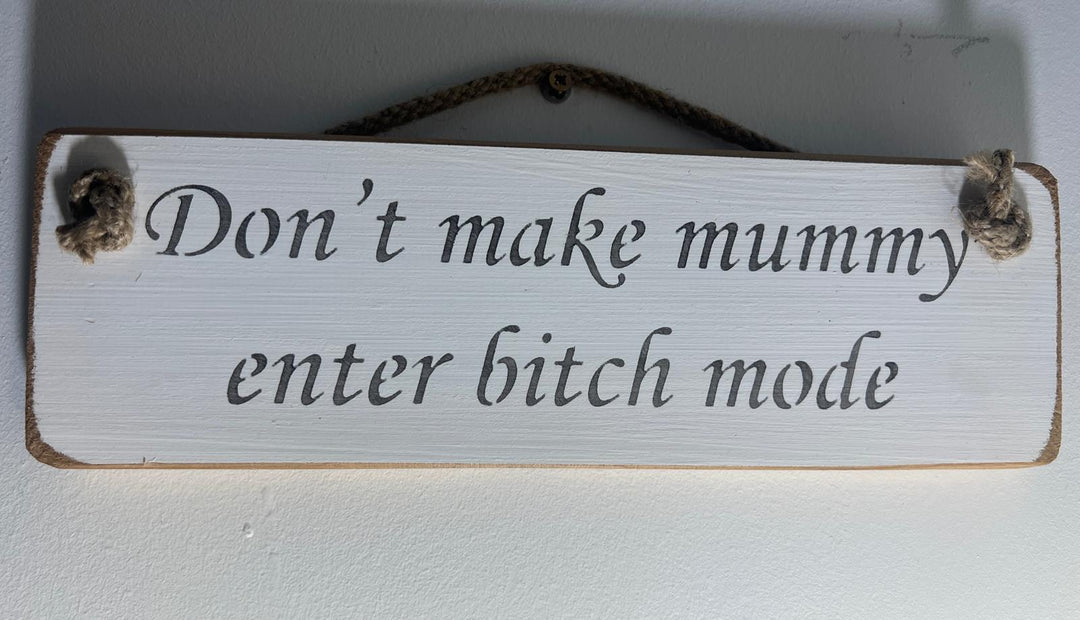 Don't make mummy
enter bitch mode